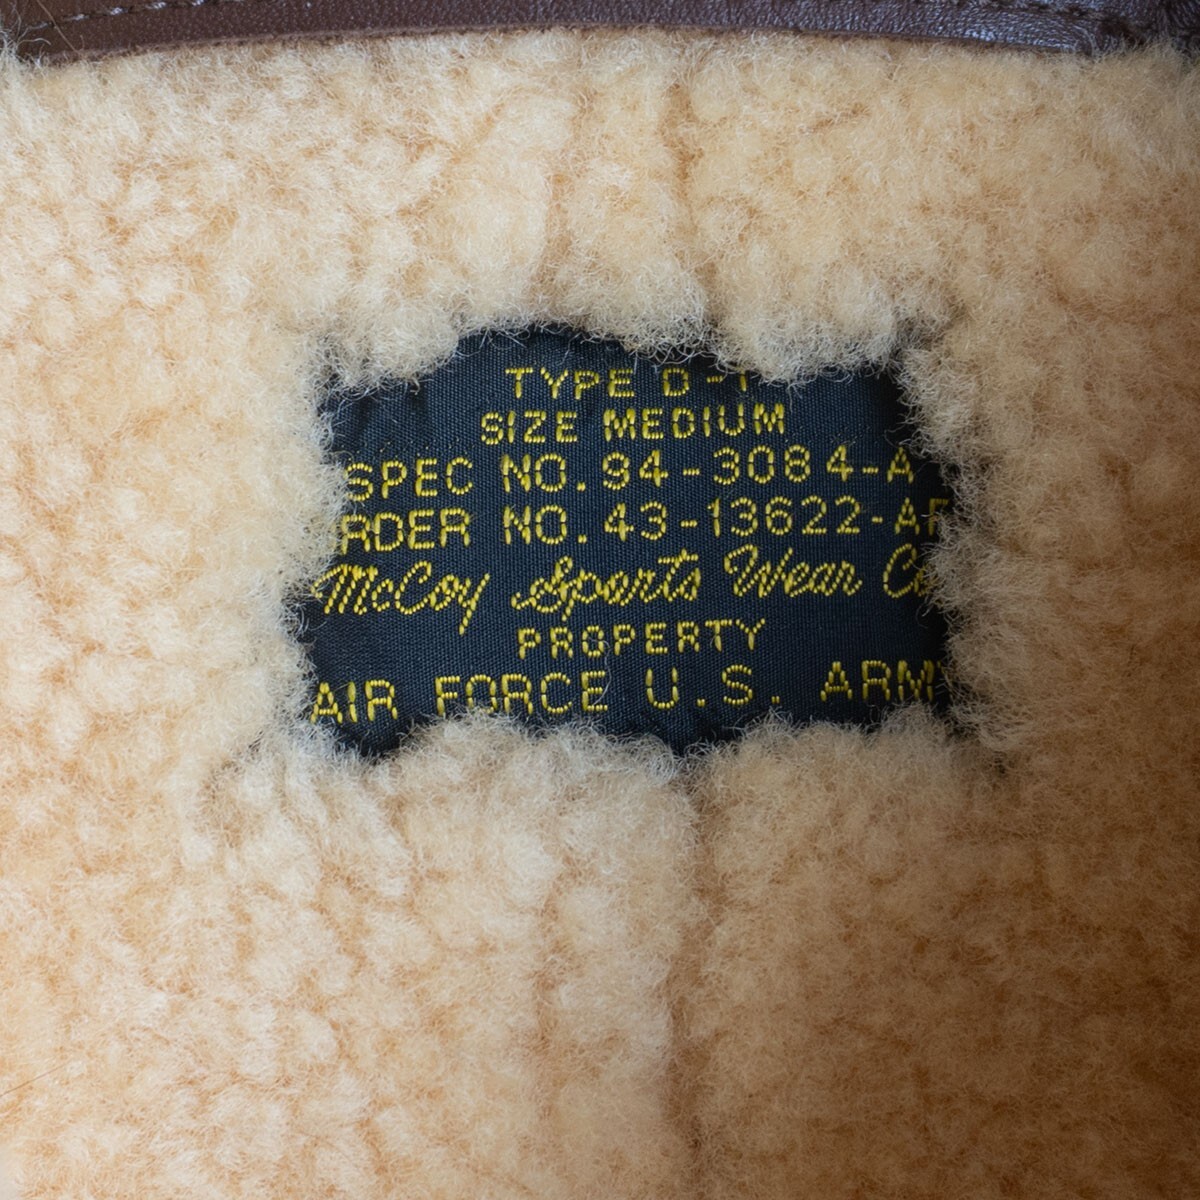 TYPE D-1
SIZE MEDIUM
SPEC NO. 94-3084-A
RDER NO. 43-13622-AF
McCoy Sports Wear Co
PROPERTY
AIR FORCE U.S. ARMY